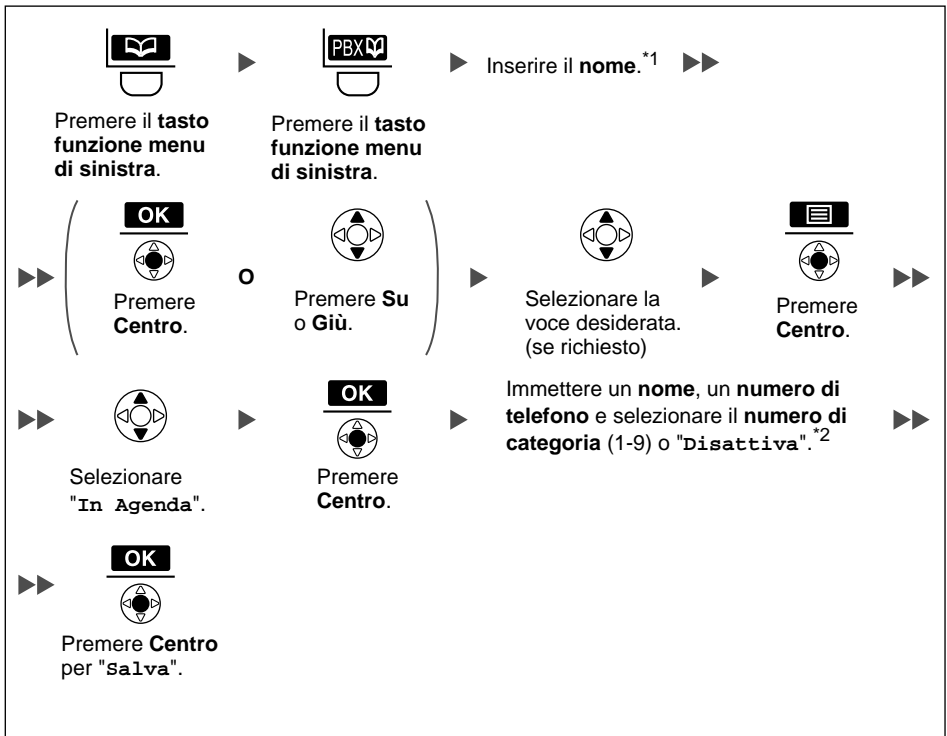 PBX
Inserire il nome.*1
Premere il tasto
funzione menu
di sinistra.
Premere il tasto
funzione menu
di sinistra.
OK
Premere
Centro.
O
Premere Su
o Giù.
Selezionare la
voce desiderata.
(se richiesto)
Premere
Centro.
Selezionare
"In Agenda".
OK
Premere
Centro.
Immettere un nome, un numero di
telefono e selezionare il numero di
categoria (1-9) o "Disattiva".*2
OK
Premere Centro
per "Salva".